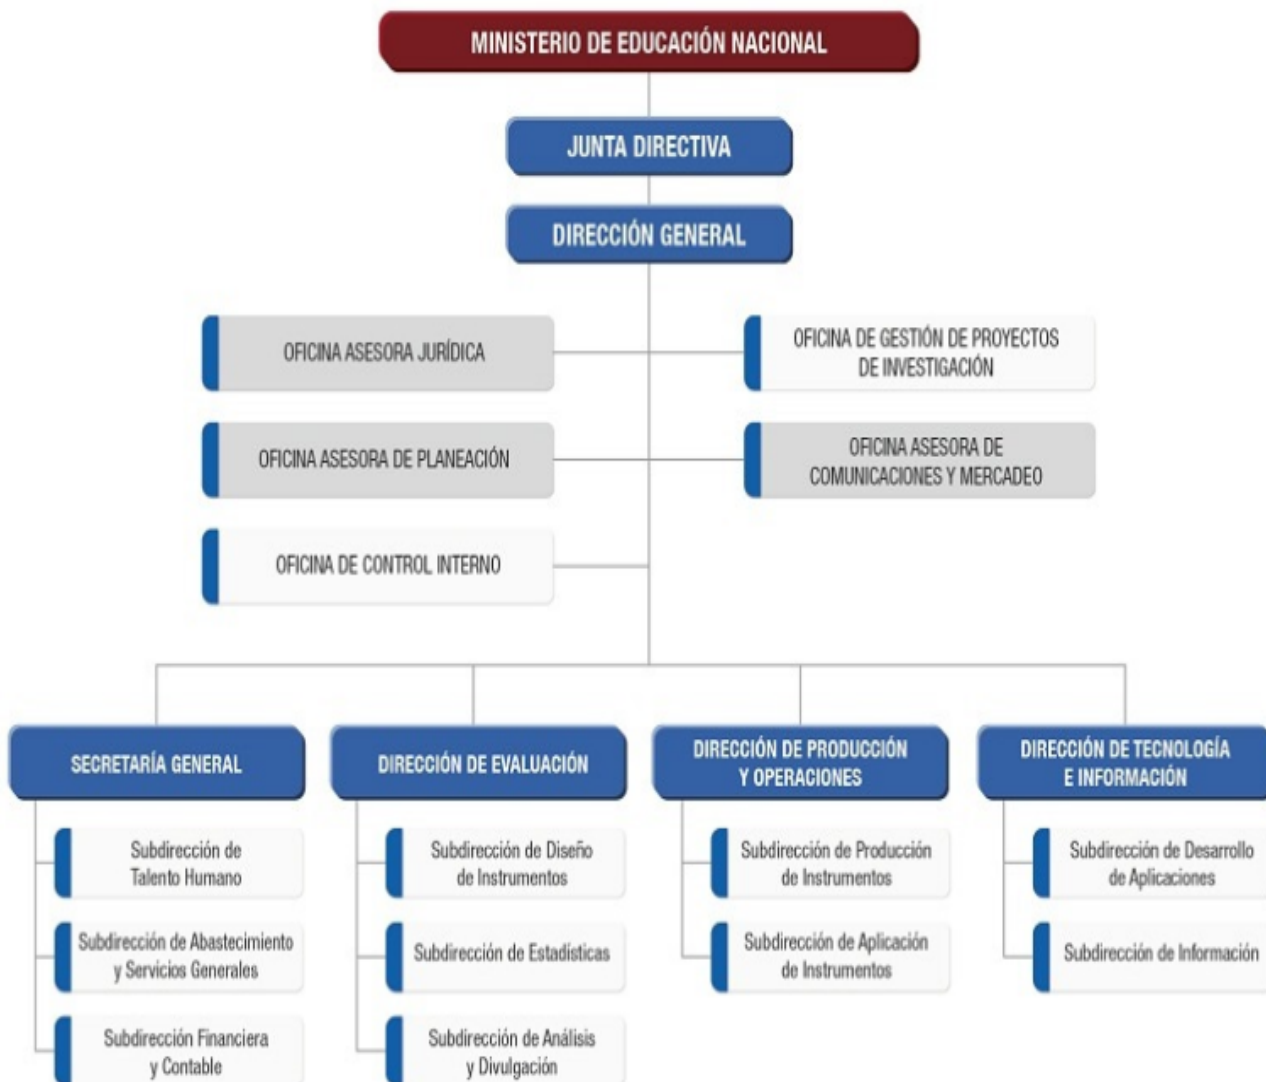 MINISTERIO DE EDUCACIÓN NACIONAL
JUNTA DIRECTIVA
DIRECCIÓN GENERAL
OFICINA ASESORA JURÍDICA
OFICINA DE GESTIÓN DE PROYECTOS
DE INVESTIGACIÓN
OFICINA ASESORA DE PLANEACIÓN
OFICINA ASESORA DE
COMUNICACIONES Y MERCADEO
OFICINA DE CONTROL INTERNO
SECRETARÍA GENERAL
Subdirección de
Talento Humano
Subdirección de Abastecimiento
y Servicios Generales
Subdirección Financiera
y Contable
DIRECCIÓN DE EVALUACIÓN
Subdirección de Diseño
de Instrumentos
Subdirección de Estadísticas
Subdirección de Análisis
y Divulgación
DIRECCIÓN DE PRODUCCIÓN
Y OPERACIONES
Subdirección de Producción
de Instrumentos
Subdirección de Aplicación
de Instrumentos
DIRECCIÓN DE TECNOLOGÍA
E INFORMACIÓN
Subdirección de Desarrollo
de Aplicaciones
Subdirección de Información